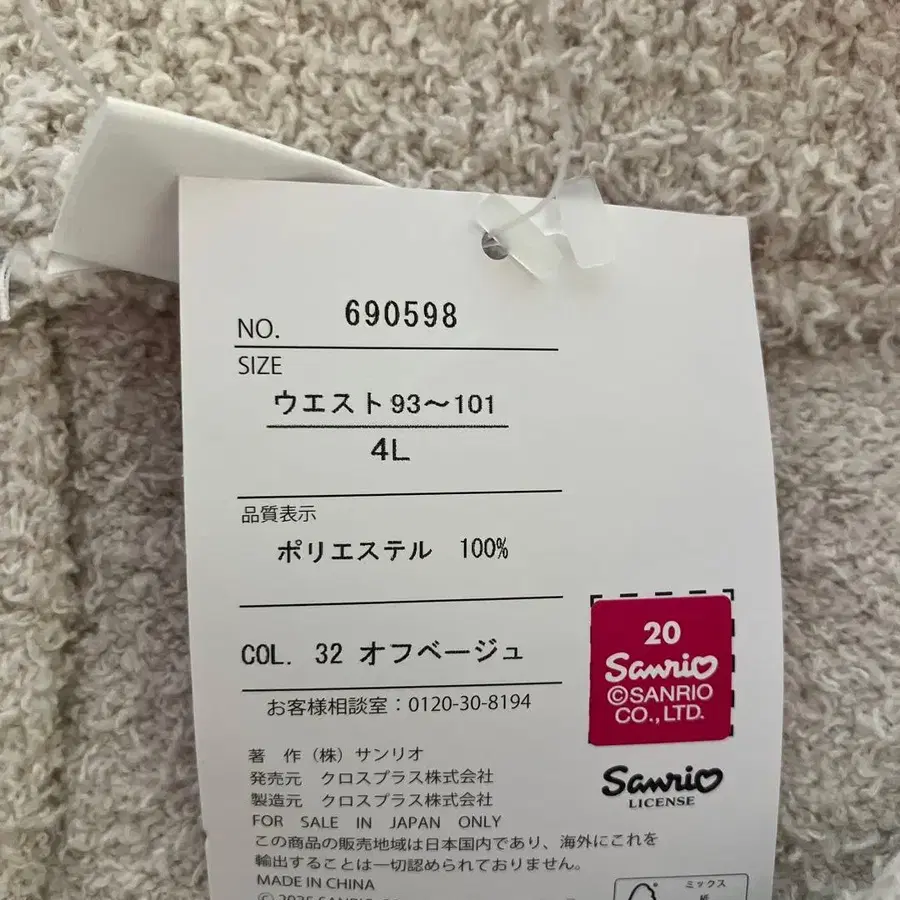 NO. 690598
SIZE
ウエスト93～101
4L
品質表示
ポリエステル 100%
COL. 32 オフベージュ
お客様相談室：0120-30-8194
20
Sanrio
©SANRIO
CO.,LTD.
著 作（株）サンリオ
発売元 クロスプラス株式会社
製造元 クロスプラス株式会社
FOR SALE IN JAPAN ONLY
この商品の販売地域は日本国内であり、海外にこれを
輸出することは一切認められておりません。
MADE IN CHINA
Sanrio
LICENSE
ミックス